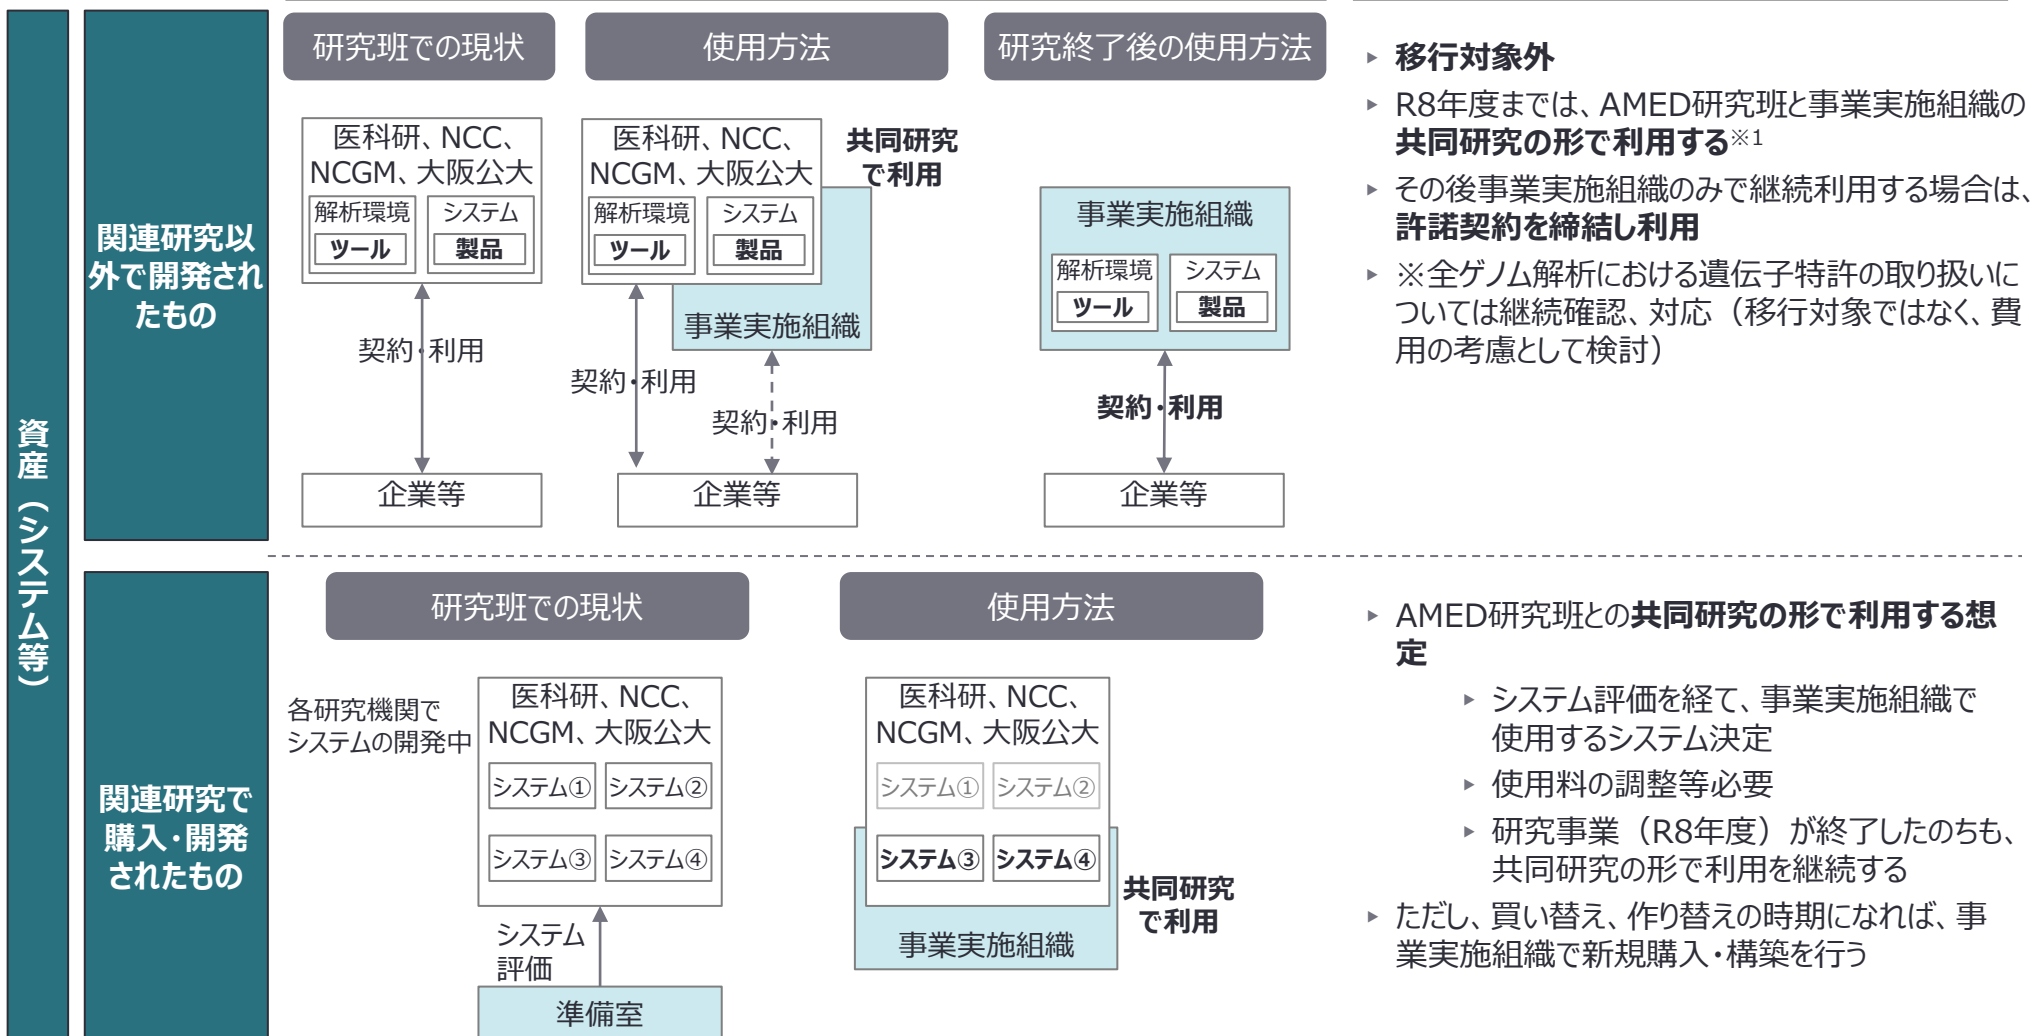 資産（システム等）
関連研究以
外で開発され
たもの
研究班での現状
使用方法
研究終了後の使用方法
医科研、NCC、
NCGM、大阪公大
解析環境
ツール
システム
製品
契約・利用
企業等
医科研、NCC、
NCGM、大阪公大
解析環境
ツール
システム
製品
共同研究
で利用
事業実施組織
契約・利用
契約・利用
企業等
事業実施組織
解析環境
ツール
システム
製品
契約・利用
企業等
▸ 移行対象外
▸ R8年度までは、AMED研究班と事業実施組織の
共同研究の形で利用する※1
▸ その後事業実施組織のみで継続利用する場合は、
許諾契約を締結し利用
▸ ※全ゲノム解析における遺伝子特許の取り扱いに
ついては継続確認、対応（移行対象ではなく、費
用の考慮として検討）
関連研究で
購入・開発
されたもの
研究班での現状
使用方法
各研究機関で
システムの開発中
医科研、NCC、
NCGM、大阪公大
システム①
システム②
システム③
システム④
システム
評価
準備室
医科研、NCC、
NCGM、大阪公大
システム①
システム②
システム③
システム④
事業実施組織
共同研究
で利用
▸ AMED研究班との共同研究の形で利用する想
定
▸ システム評価を経て、事業実施組織で
使用するシステム決定
▸ 使用料の調整等必要
▸ 研究事業（R8年度）が終了したのちも、
共同研究の形で利用を継続する
▸ ただし、買い替え、作り替えの時期になれば、事
業実施組織で新規購入・構築を行う